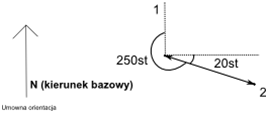 1
250st
20st
N (kierunek bazowy)
2
Umowna orientacja